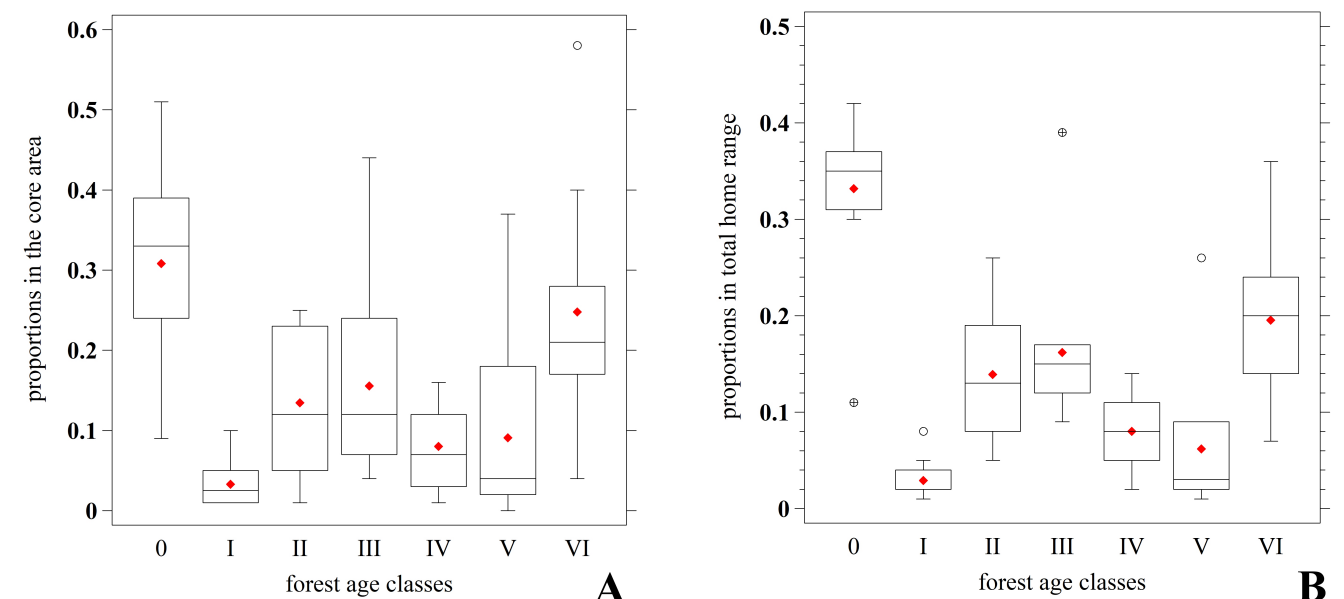 proportions in the core area
0.6
0.5
0.4
0.3
0.2
0.1
0
0 I II III IV V VI
forest age classes
A
proportions in total home range
0.5
0.4
0.3
0.2
0.1
0
0 I II III IV V VI
forest age classes
B